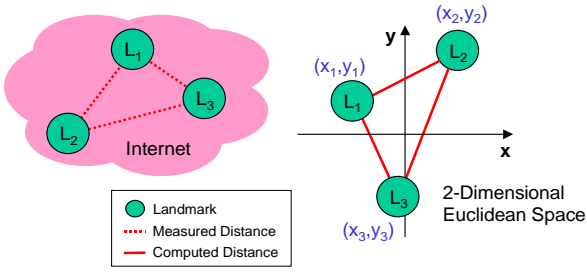 L1
L2
L3
Internet
Landmark
Measured Distance
Computed Distance
y
(x2,y2)
L2
(x1,y1)
L1
x
L3
(x3,y3)
2-Dimensional
Euclidean Space